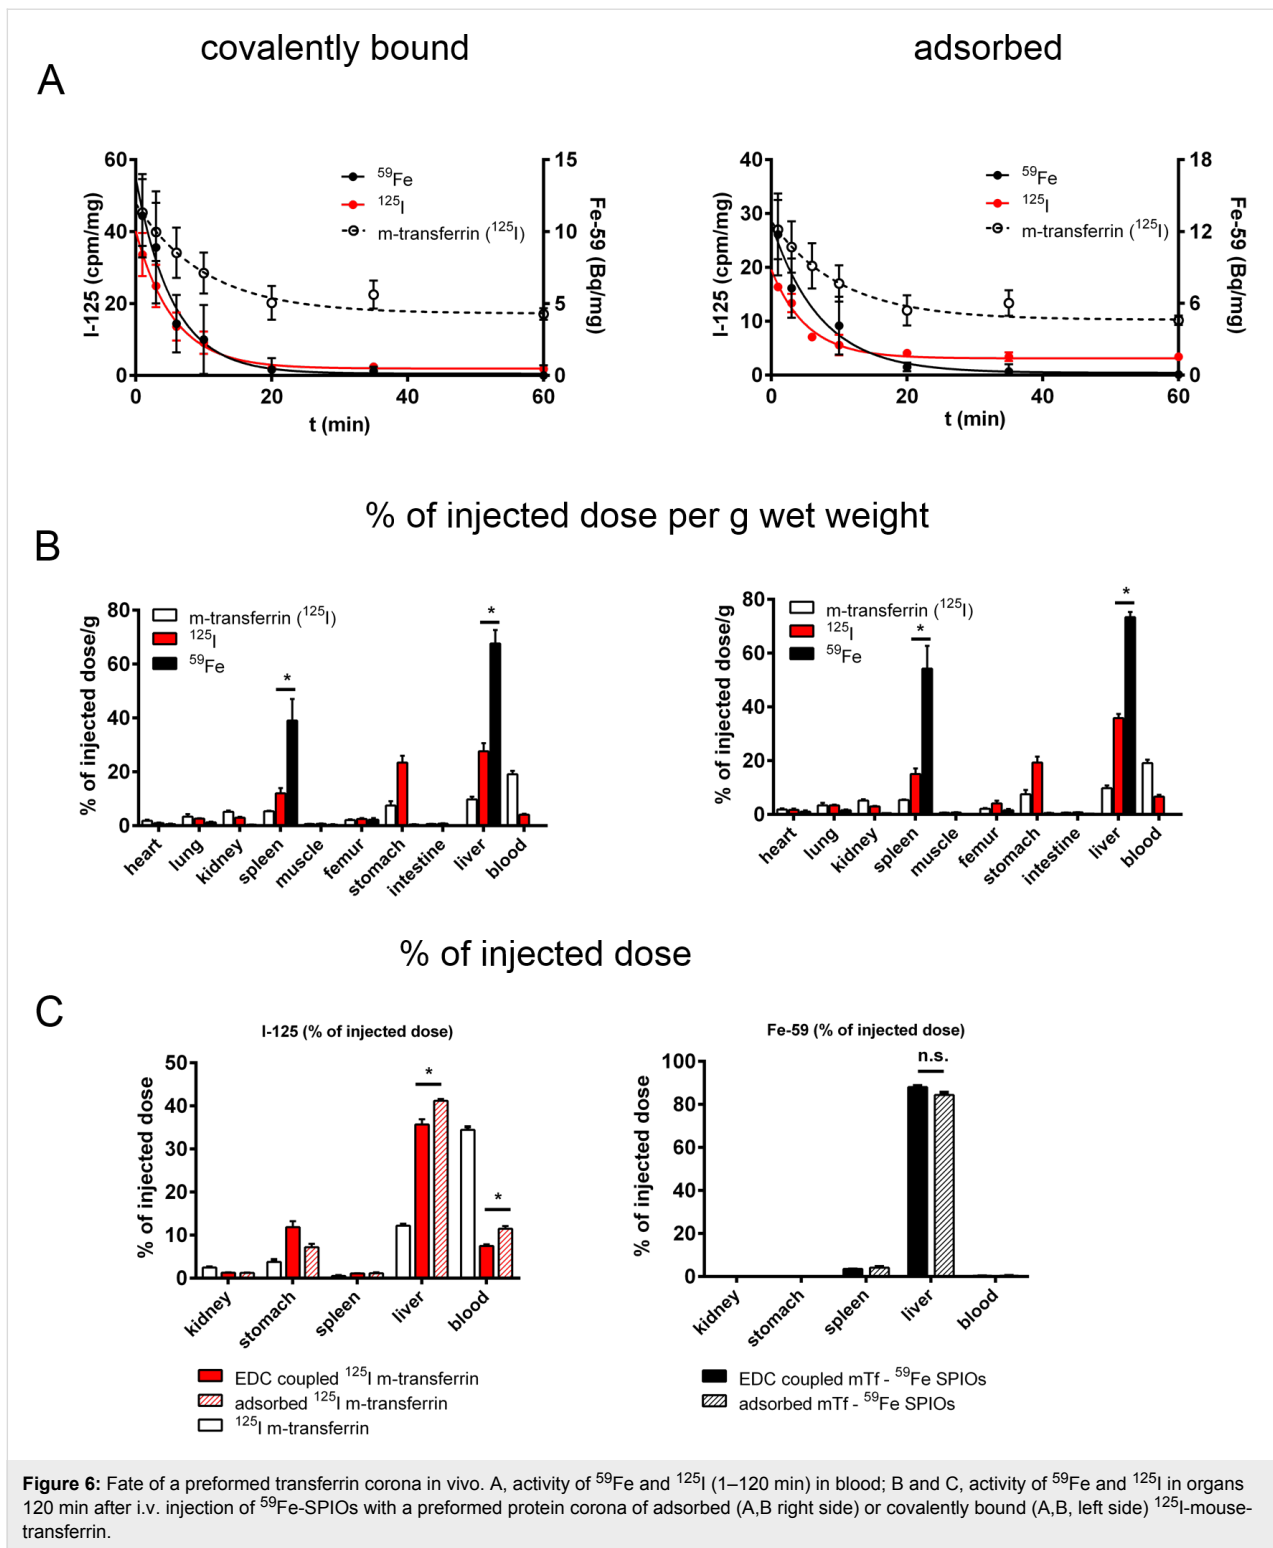 covalently bound
adsorbed
A
60
40
20
0
I-125 (cpm/mg)
15
10
5
0
Fe-59 (Bq/mg)
⁵⁹Fe
¹²⁵I
m-transferrin (¹²⁵I)
0 20 40 60
t (min)
40
30
20
10
0
I-125 (cpm/mg)
18
12
6
0
Fe-59 (Bq/mg)
⁵⁹Fe
¹²⁵I
m-transferrin (¹²⁵I)
0 20 40 60
t (min)
% of injected dose per g wet weight
B
80
60
40
20
0
% of injected dose/g
m-transferrin (¹²⁵I)
¹²⁵I
⁵⁹Fe
*
*
heart lung kidney spleen muscle femur stomach intestine liver blood
80
60
40
20
0
% of injected dose/g
m-transferrin (¹²⁵I)
¹²⁵I
⁵⁹Fe
*
*
heart lung kidney spleen muscle femur stomach intestine liver blood
% of injected dose
C
I-125 (% of injected dose)
50
40
30
20
10
0
% of injected dose
*
*
kidney stomach spleen liver blood
EDC coupled ¹²⁵I m-transferrin
adsorbed ¹²⁵I m-transferrin
¹²⁵I m-transferrin
Fe-59 (% of injected dose)
100
80
60
40
20
0
% of injected dose
n.s.
kidney stomach spleen liver blood
EDC coupled mTf - ⁵⁹Fe SPIOs
adsorbed mTf - ⁵⁹Fe SPIOs
Figure 6: Fate of a preformed transferrin corona in vivo. A, activity of ⁵⁹Fe and ¹²⁵I (1–120 min) in blood; B and C, activity of ⁵⁹Fe and ¹²⁵I in organs
120 min after i.v. injection of ⁵⁹Fe-SPIOs with a preformed protein corona of adsorbed (A,B right side) or covalently bound (A,B, left side) ¹²⁵I-mouse-
transferrin.